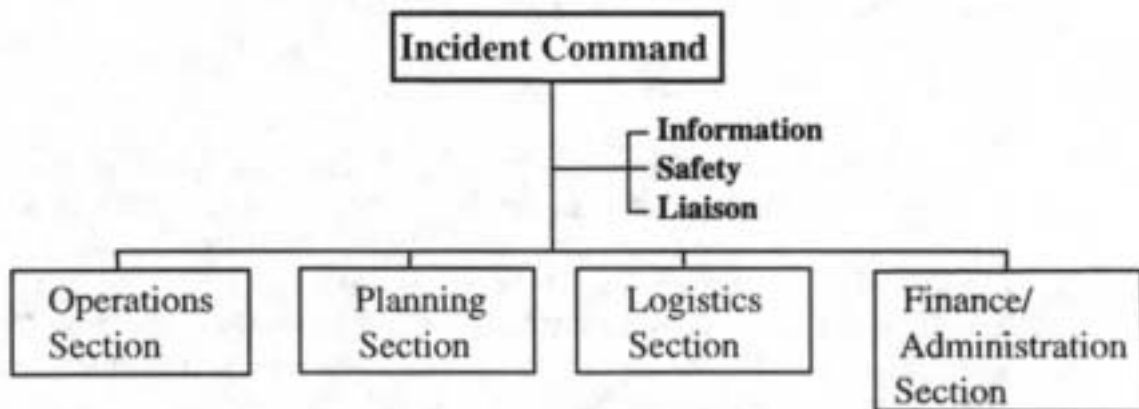 Incident Command
Information
Safety
Liaison
Operations
Section
Planning
Section
Logistics
Section
Finance/
Administration
Section